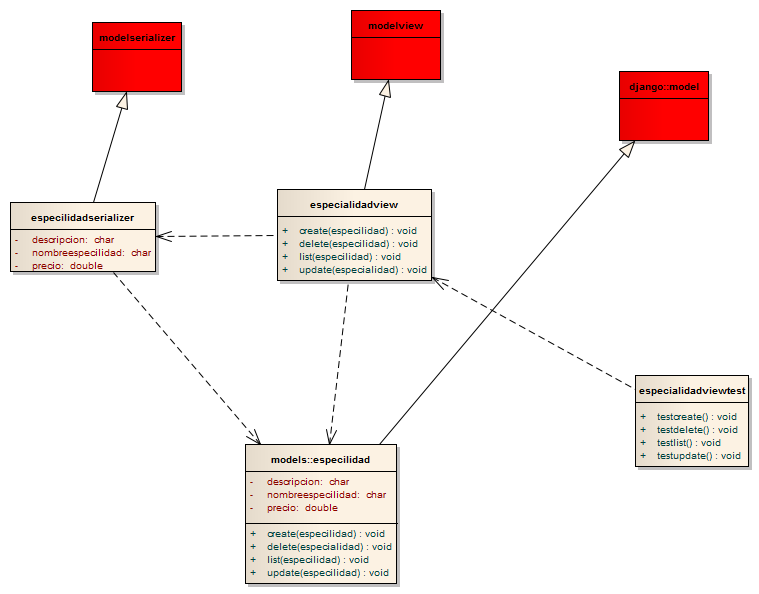 modelserializer
modelview
django::model
especilidadserializer
- descripcion: char
- nombreespecilidad: char
- precio: double
especialidadview
+ create(especilidad) : void
+ delete(especilidad) : void
+ list(especilidad) : void
+ update(especialidad) : void
especialidadviewtest
+ testcreate() : void
+ testdelete() : void
+ testlist() : void
+ testupdate() : void
models::especilidad
- descripcion: char
- nombreespecilidad: char
- precio: double
+ create(especilidad) : void
+ delete(especialidad) : void
+ list(especilidad) : void
+ update(especilidad) : void